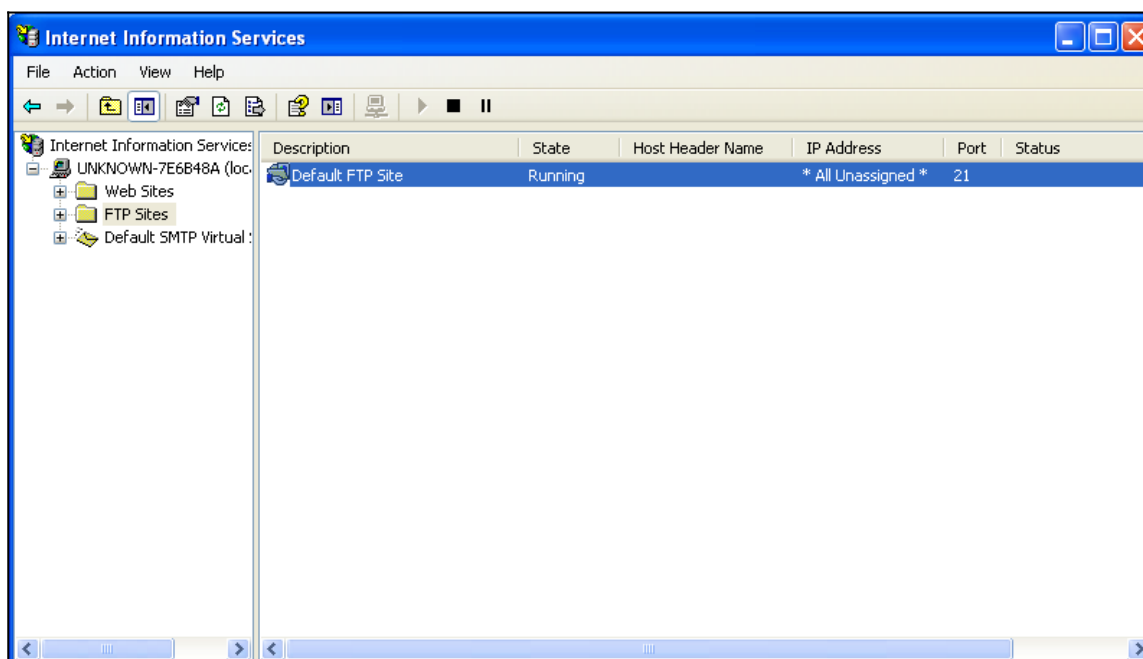 Internet Information Services
File Action View Help
Internet Information Services
UNKNOWN-7E6B48A (loc
Web Sites
FTP Sites
Default SMTP Virtual
Description State Host Header Name IP Address Port Status
Default FTP Site Running * All Unassigned * 21